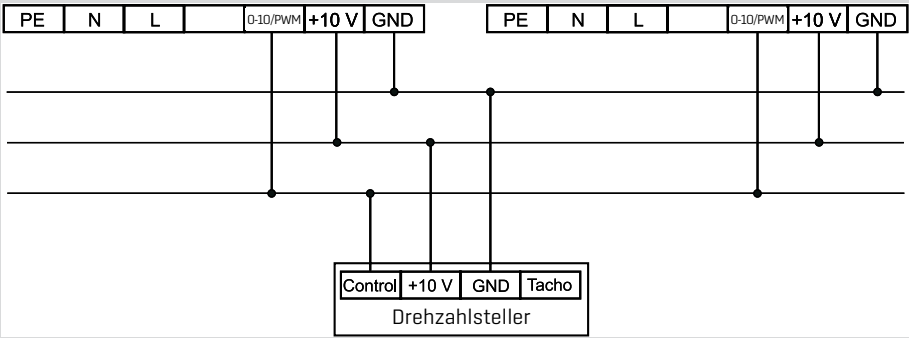 PE N L 0-10/PWM +10 V GND PE N L 0-10/PWM +10 V GND
Control +10 V GND Tacho
Drehzahlsteller